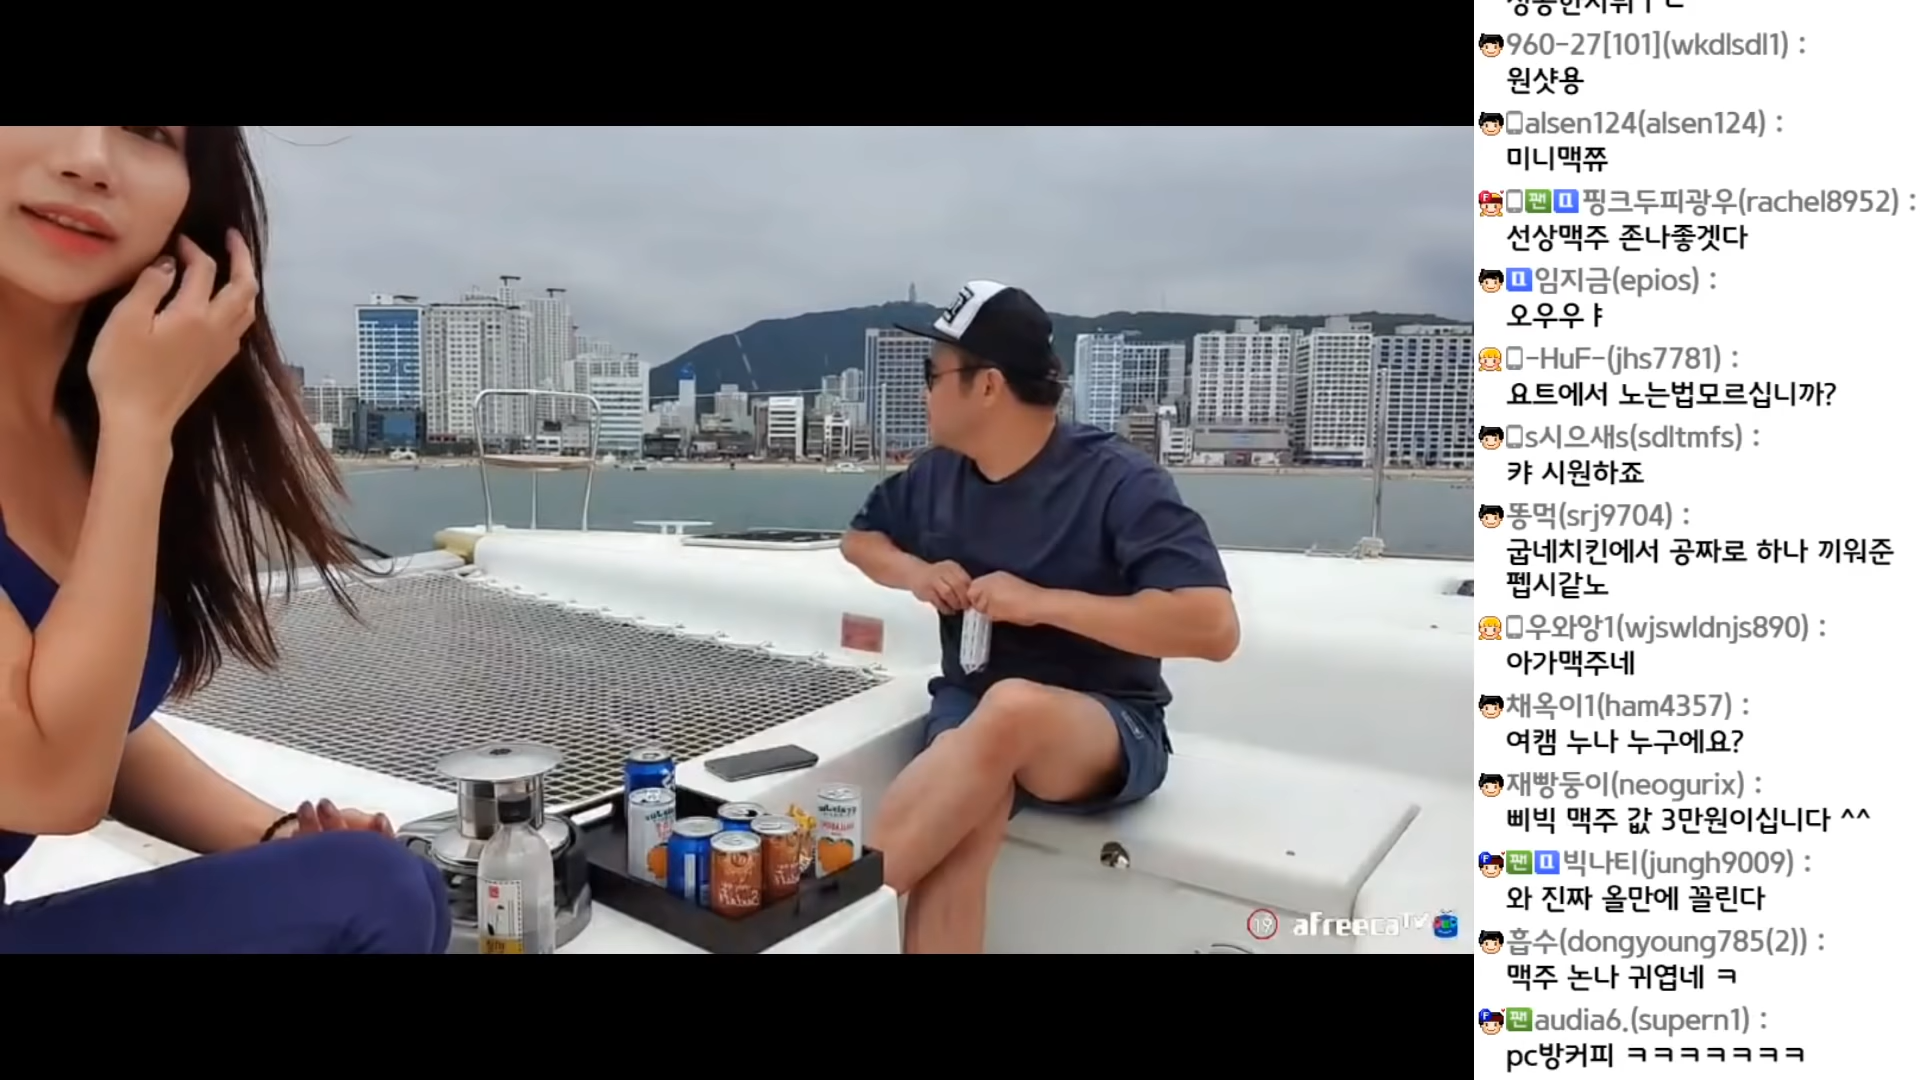 960-27[101](wkdlsdl1) :
원샷용
alsen124(alsen124) :
미니맥쮸
팬 핑크두피광우(rachel8952) :
선상맥주 존나좋겟다
임지금(epios) :
오우우ㅑ
-HuF-(jhs7781) :
요트에서 노는법모르십니까?
s시으새s(sdltmfs) :
캬 시원하죠
똥먹(srj9704) :
굽네치킨에서 공짜로 하나 끼워준
펩시같노
우와앙1(wjswldnjs890) :
아가맥주네
채옥이1(ham4357) :
여캠 누나 누구에요?
재빵둥이(neogurix) :
삐빅 맥주 값 3만원이십니다 ^^
팬 빅나티(jungh9009) :
와 진짜 올만에 꼴린다
흡수(dongyoung785(2)) :
맥주 논나 귀엽네 ㅋ
팬 audia6.(supern1) :
pc방커피 ㅋㅋㅋㅋㅋㅋㅋ
19 afreecaTV